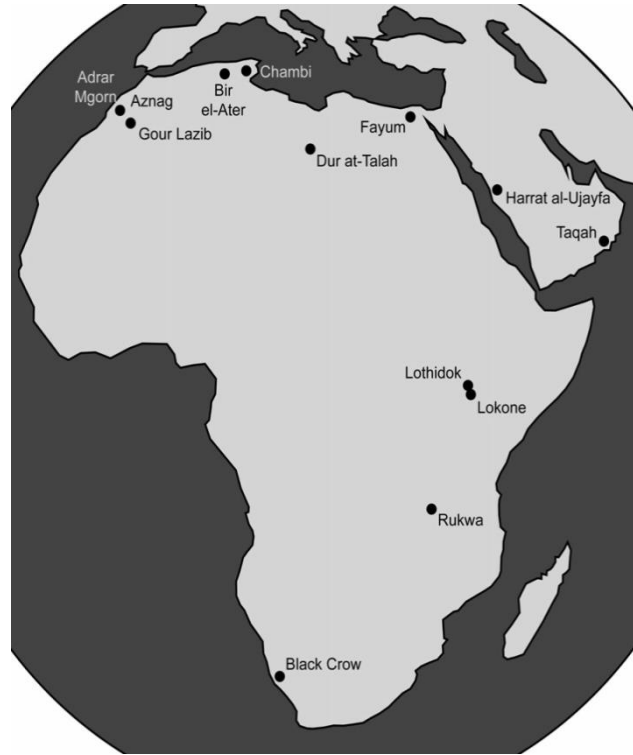 Adrar
Mgorn
Aznag
Gour Lazib
Bir
el-Ater
Chambi
Fayum
Dur at-Talah
Harrat al-Ujayfa
Taqah
Lothidok
Lokone
Rukwa
Black Crow